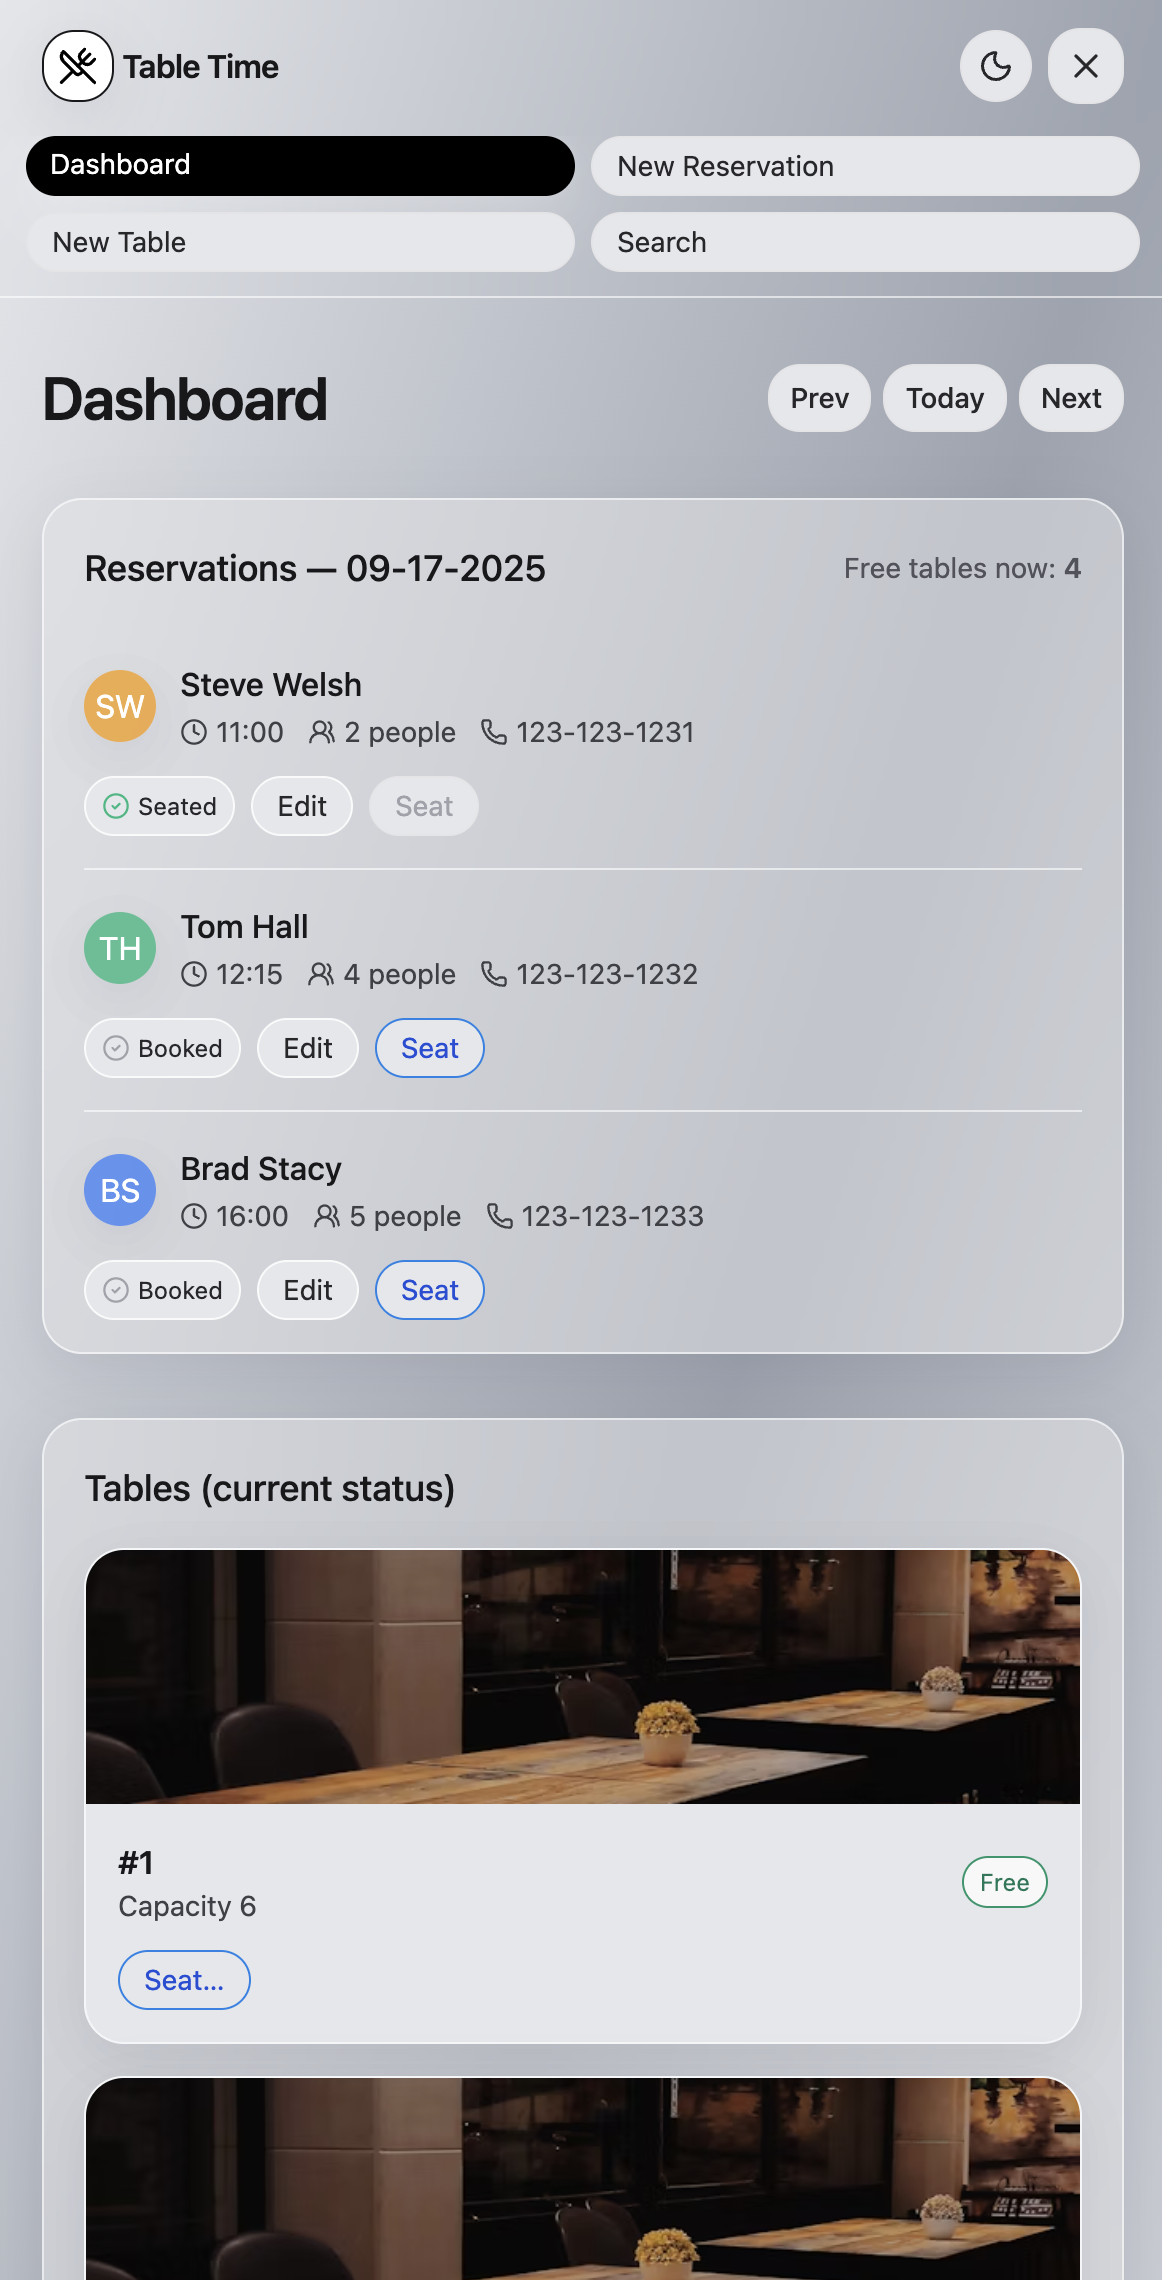 Table Time
Dashboard
New Reservation
New Table
Search
Dashboard
Prev
Today
Next
Reservations — 09-17-2025
Free tables now: 4
SW
Steve Welsh
11:00 2 people 123-123-1231
Seated
Edit
Seat
TH
Tom Hall
12:15 4 people 123-123-1232
Booked
Edit
Seat
BS
Brad Stacy
16:00 5 people 123-123-1233
Booked
Edit
Seat
Tables (current status)
#1
Capacity 6
Free
Seat...